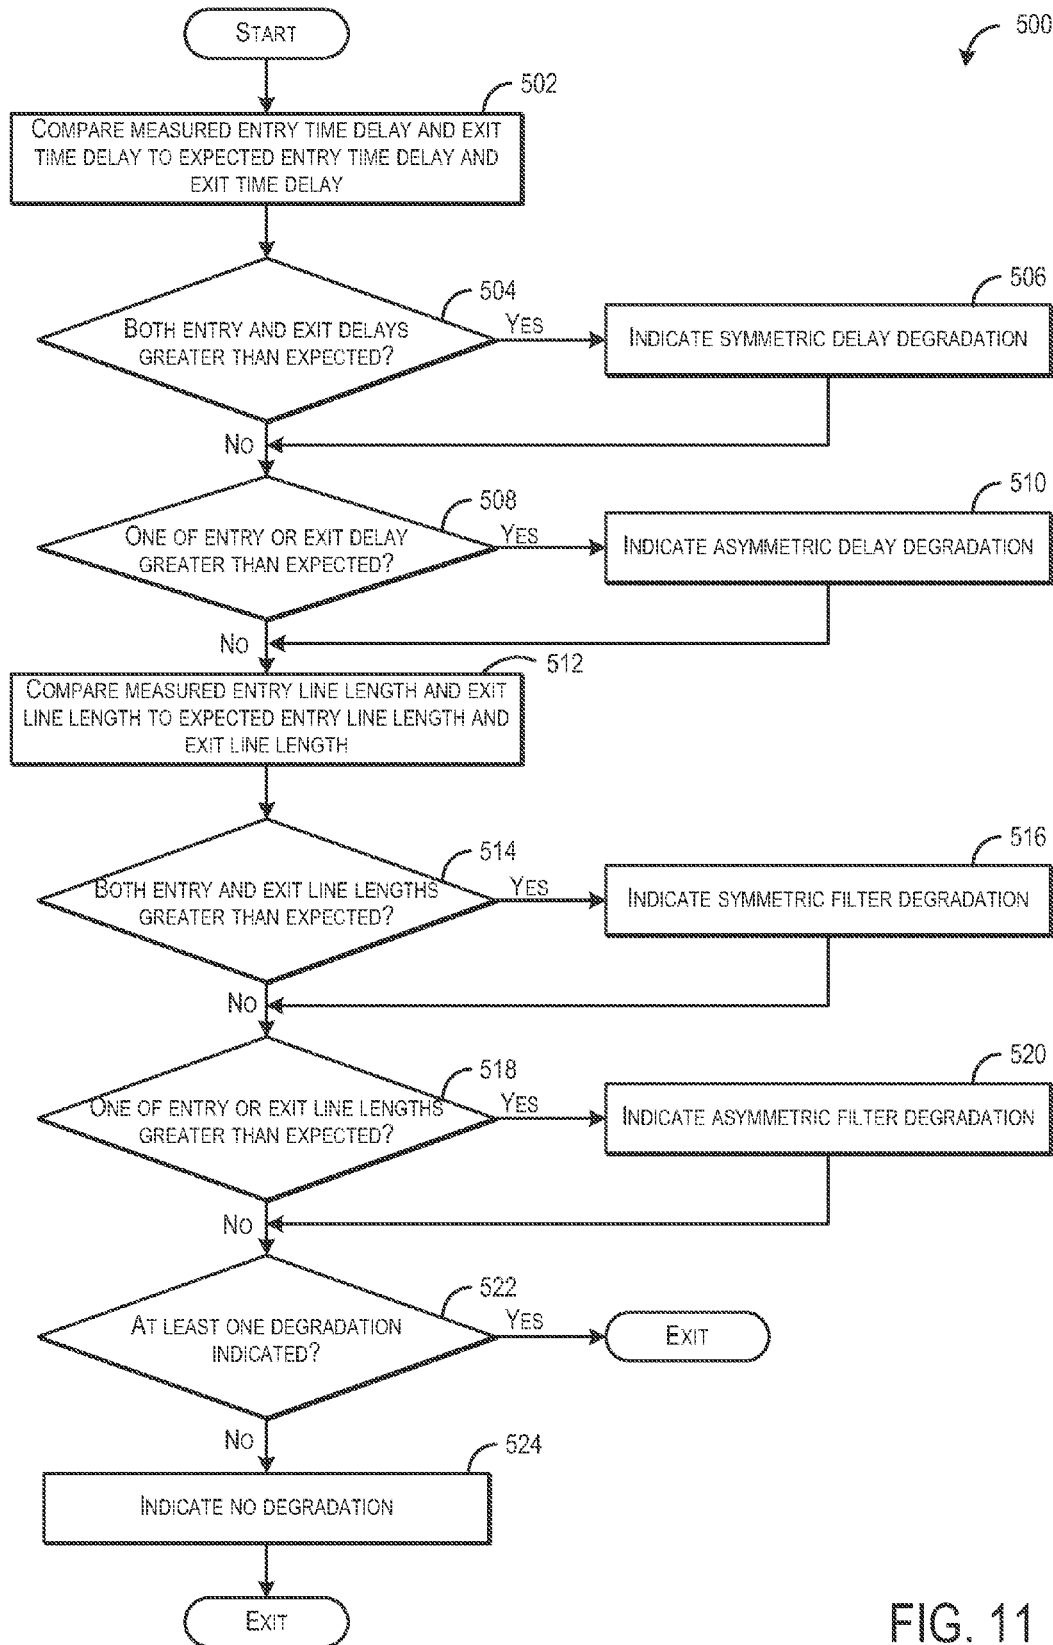 START
500
502
COMPARE MEASURED ENTRY TIME DELAY AND EXIT
TIME DELAY TO EXPECTED ENTRY TIME DELAY AND
EXIT TIME DELAY
504
BOTH ENTRY AND EXIT DELAYS
GREATER THAN EXPECTED?
YES
506
INDICATE SYMMETRIC DELAY DEGRADATION
NO
508
ONE OF ENTRY OR EXIT DELAY
GREATER THAN EXPECTED?
YES
510
INDICATE ASYMMETRIC DELAY DEGRADATION
NO
512
COMPARE MEASURED ENTRY LINE LENGTH AND EXIT
LINE LENGTH TO EXPECTED ENTRY LINE LENGTH AND
EXIT LINE LENGTH
514
BOTH ENTRY AND EXIT LINE LENGTHS
GREATER THAN EXPECTED?
YES
516
INDICATE SYMMETRIC FILTER DEGRADATION
NO
518
ONE OF ENTRY OR EXIT LINE LENGTHS
GREATER THAN EXPECTED?
YES
520
INDICATE ASYMMETRIC FILTER DEGRADATION
NO
522
AT LEAST ONE DEGRADATION
INDICATED?
YES
EXIT
NO
524
INDICATE NO DEGRADATION
EXIT
FIG. 11